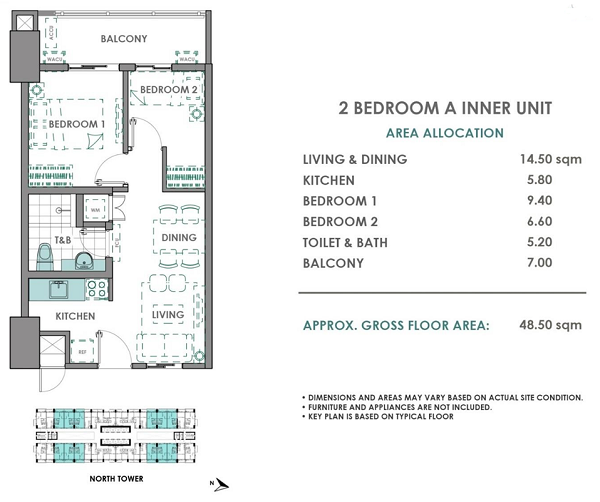 ACCU
BALCONY
WACU
WACU
BEDROOM 2
BEDROOM 1
WM
T&B
DINING
KITCHEN
LIVING
REF
NORTH TOWER
N
2 BEDROOM A INNER UNIT
AREA ALLOCATION
LIVING & DINING 14.50 sqm
KITCHEN 5.80
BEDROOM 1 9.40
BEDROOM 2 6.60
TOILET & BATH 5.20
BALCONY 7.00
APPROX. GROSS FLOOR AREA: 48.50 sqm
• DIMENSIONS AND AREAS MAY VARY BASED ON ACTUAL SITE CONDITION.
• FURNITURE AND APPLIANCES ARE NOT INCLUDED.
• KEY PLAN IS BASED ON TYPICAL FLOOR